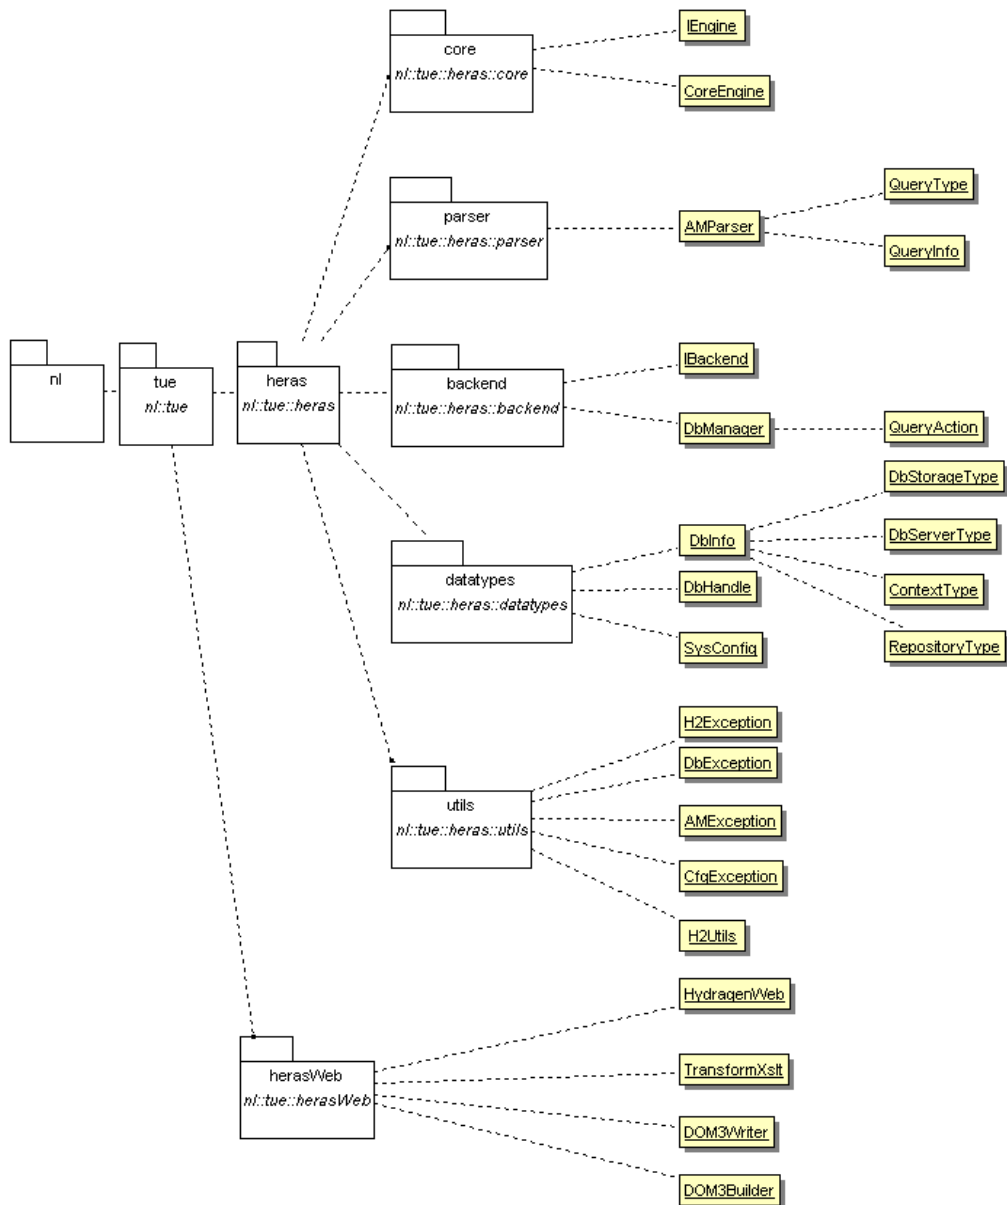 core
nl::tue::heras::core
IEngine
CoreEngine
parser
nl::tue::heras::parser
AMParser
QueryType
QueryInfo
nl
tue
nl::tue
heras
nl::tue::heras
backend
nl::tue::heras::backend
IBackend
DbManager
QueryAction
datatypes
nl::tue::heras::datatypes
DbInfo
DbHandle
SysConfig
DbStorageType
DbServerType
ContextType
RepositoryType
utils
nl::tue::heras::utils
H2Exception
DbException
AMException
CfgException
H2Utils
herasWeb
nl::tue::herasWeb
HydragenWeb
TransformXslt
DOM3Writer
DOM3Builder